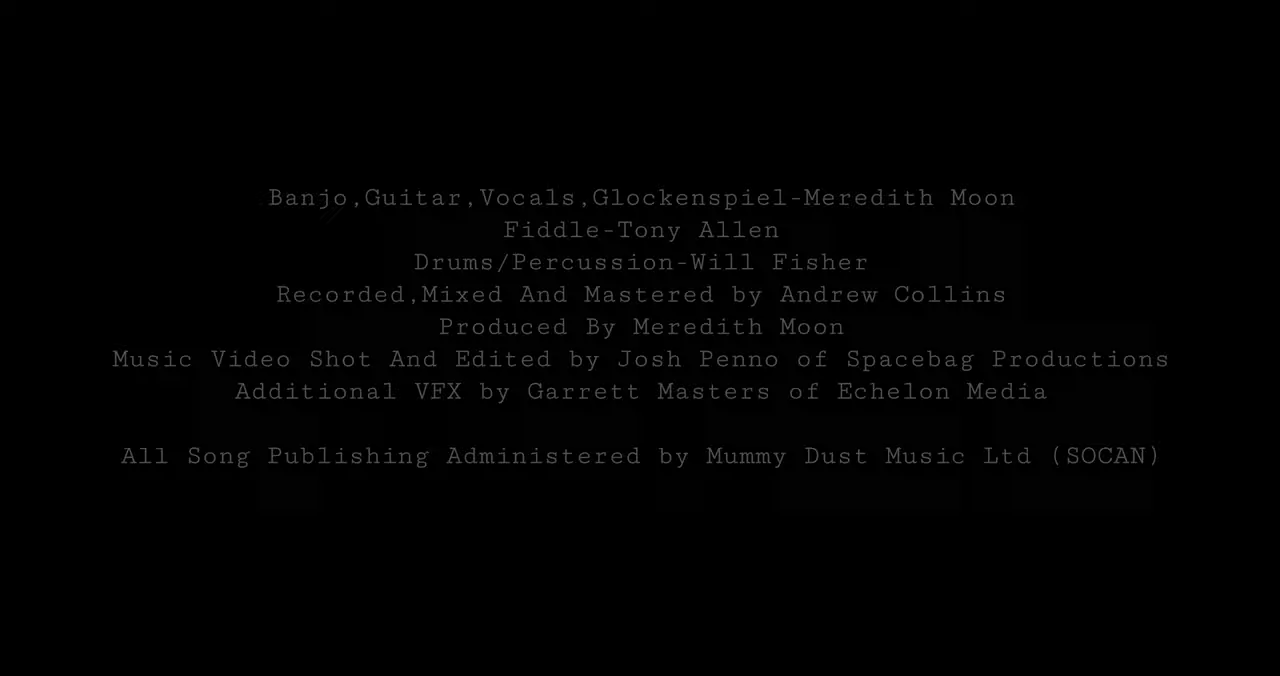 Banjo,Guitar,Vocals,Glockenspiel-Meredith Moon
Fiddle-Tony Allen
Drums/Percussion-Will Fisher
Recorded,Mixed And Mastered by Andrew Collins
Produced By Meredith Moon
Music Video Shot And Edited by Josh Penno of Spacebag Productions
Additional VFX by Garrett Masters of Echelon Media
All Song Publishing Administered by Mummy Dust Music Ltd (SOCAN)